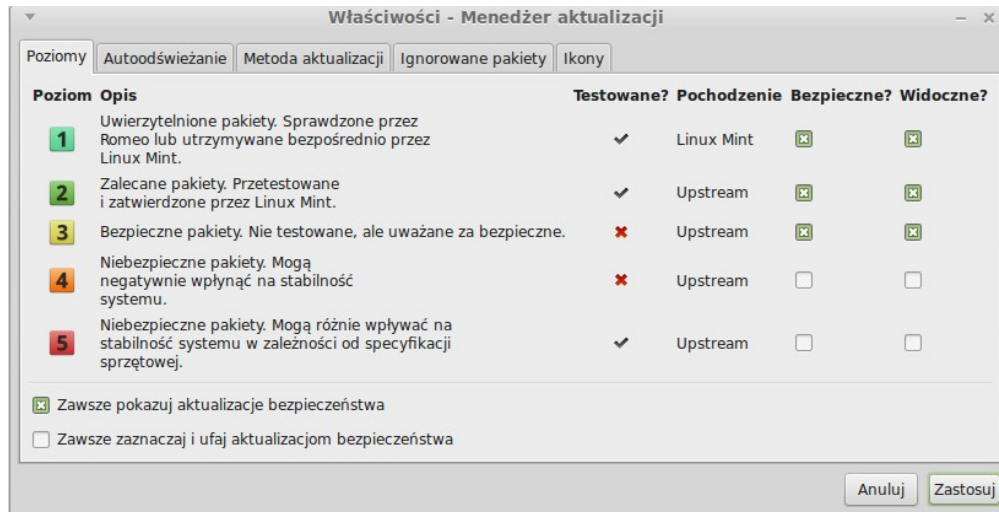 Właściwości - Menedżer aktualizacji
Poziomy Autoodświeżanie Metoda aktualizacji Ignorowane pakiety Ikony
Poziom Opis Testowane? Pochodzenie Bezpieczne? Widoczne?
Uwierzytelnione pakiety. Sprawdzone przez
1 Romeo lub utrzymywane bezpośrednio przez Linux Mint
Linux Mint.
Zalecane pakiety. Przetestowane
2 i zatwierdzone przez Linux Mint. Upstream
3 Bezpieczne pakiety. Nie testowane, ale uważane za bezpieczne. Upstream
Niebezpieczne pakiety. Mogą
4 negatywnie wpłynąć na stabilność Upstream
systemu.
Niebezpieczne pakiety. Mogą różnie wpływać na
5 stabilność systemu w zależności od specyfikacji Upstream
sprzętowej.
Zawsze pokazuj aktualizacje bezpieczeństwa
Zawsze zaznaczaj i ufaj aktualizacjom bezpieczeństwa
Anuluj Zastosuj